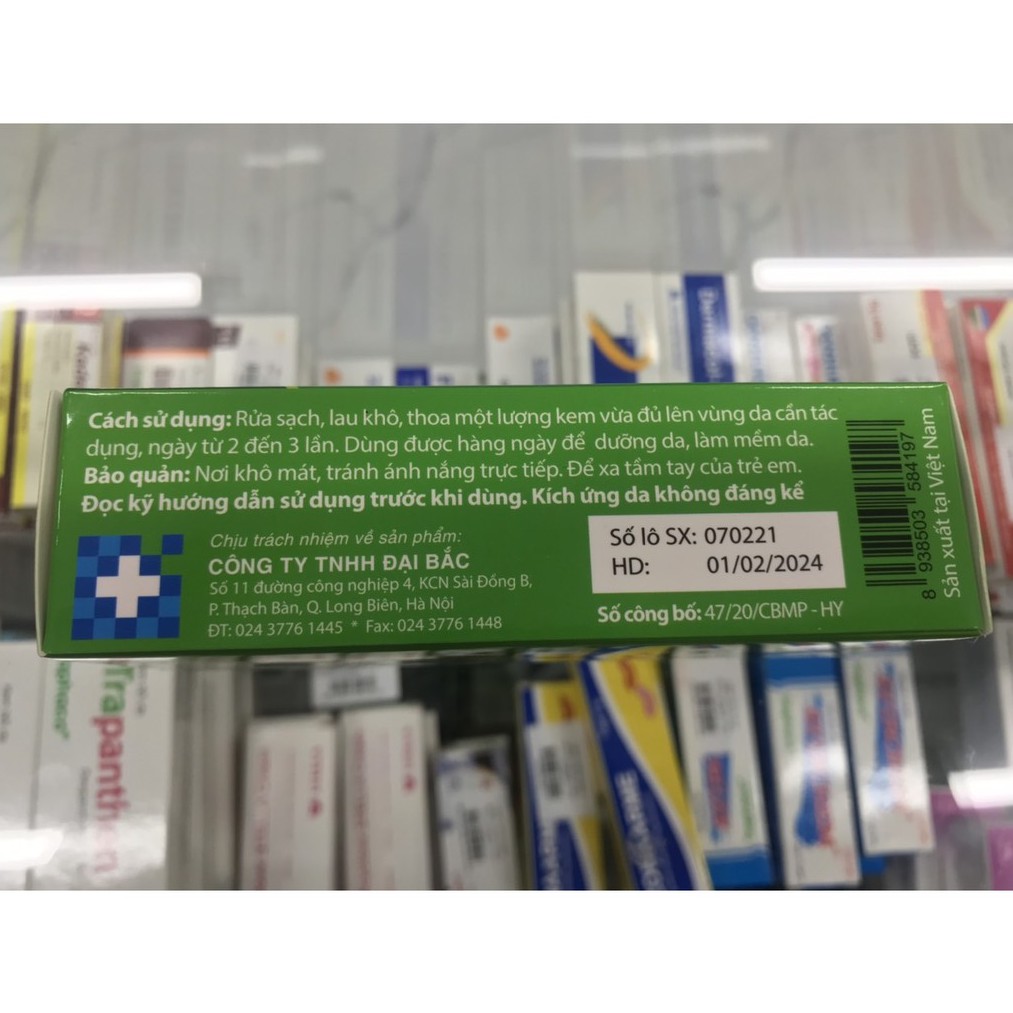 Cách sử dụng: Rửa sạch, lau khô, thoa một lượng kem vừa đủ lên vùng da cần tác
dụng, ngày từ 2 đến 3 lần. Dùng được hàng ngày để dưỡng da, làm mềm da.
Bảo quản: Nơi khô mát, tránh ánh nắng trực tiếp. Để xa tầm tay của trẻ em.
Đọc kỹ hướng dẫn sử dụng trước khi dùng. Kích ứng da không đáng kể
Chịu trách nhiệm về sản phẩm:
CÔNG TY TNHH ĐẠI BẮC
Số 11 đường công nghiệp 4, KCN Sài Đồng B,
P. Thạch Bàn, Q. Long Biên, Hà Nội
ĐT: 024 3776 1445 * Fax: 024 3776 1448
Số lô SX: 070221
HD: 01/02/2024
Số công bố: 47/20/CBMP - HY
8 938503 584197
Sản xuất tại Việt Nam
Trapanthen